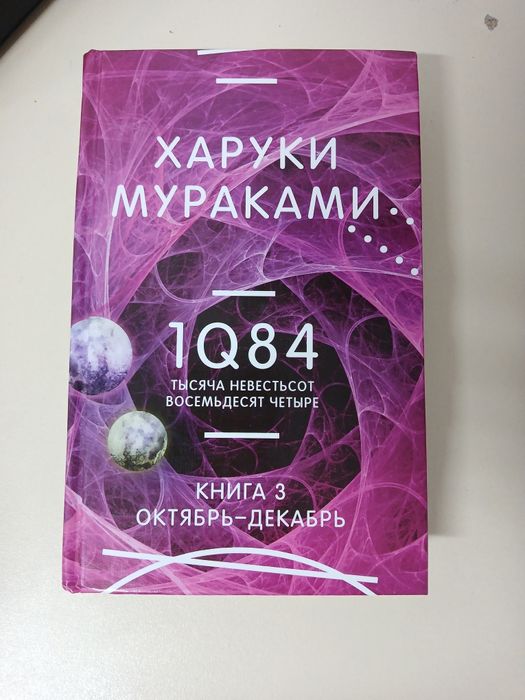 ХАРУКИ
МУРАКАМИ
1Q84
ТЫСЯЧА НЕВЕСТЬСОТ
ВОСЕМЬДЕСЯТ ЧЕТЫРЕ
КНИГА 3
ОКТЯБРЬ–ДЕКАБРЬ